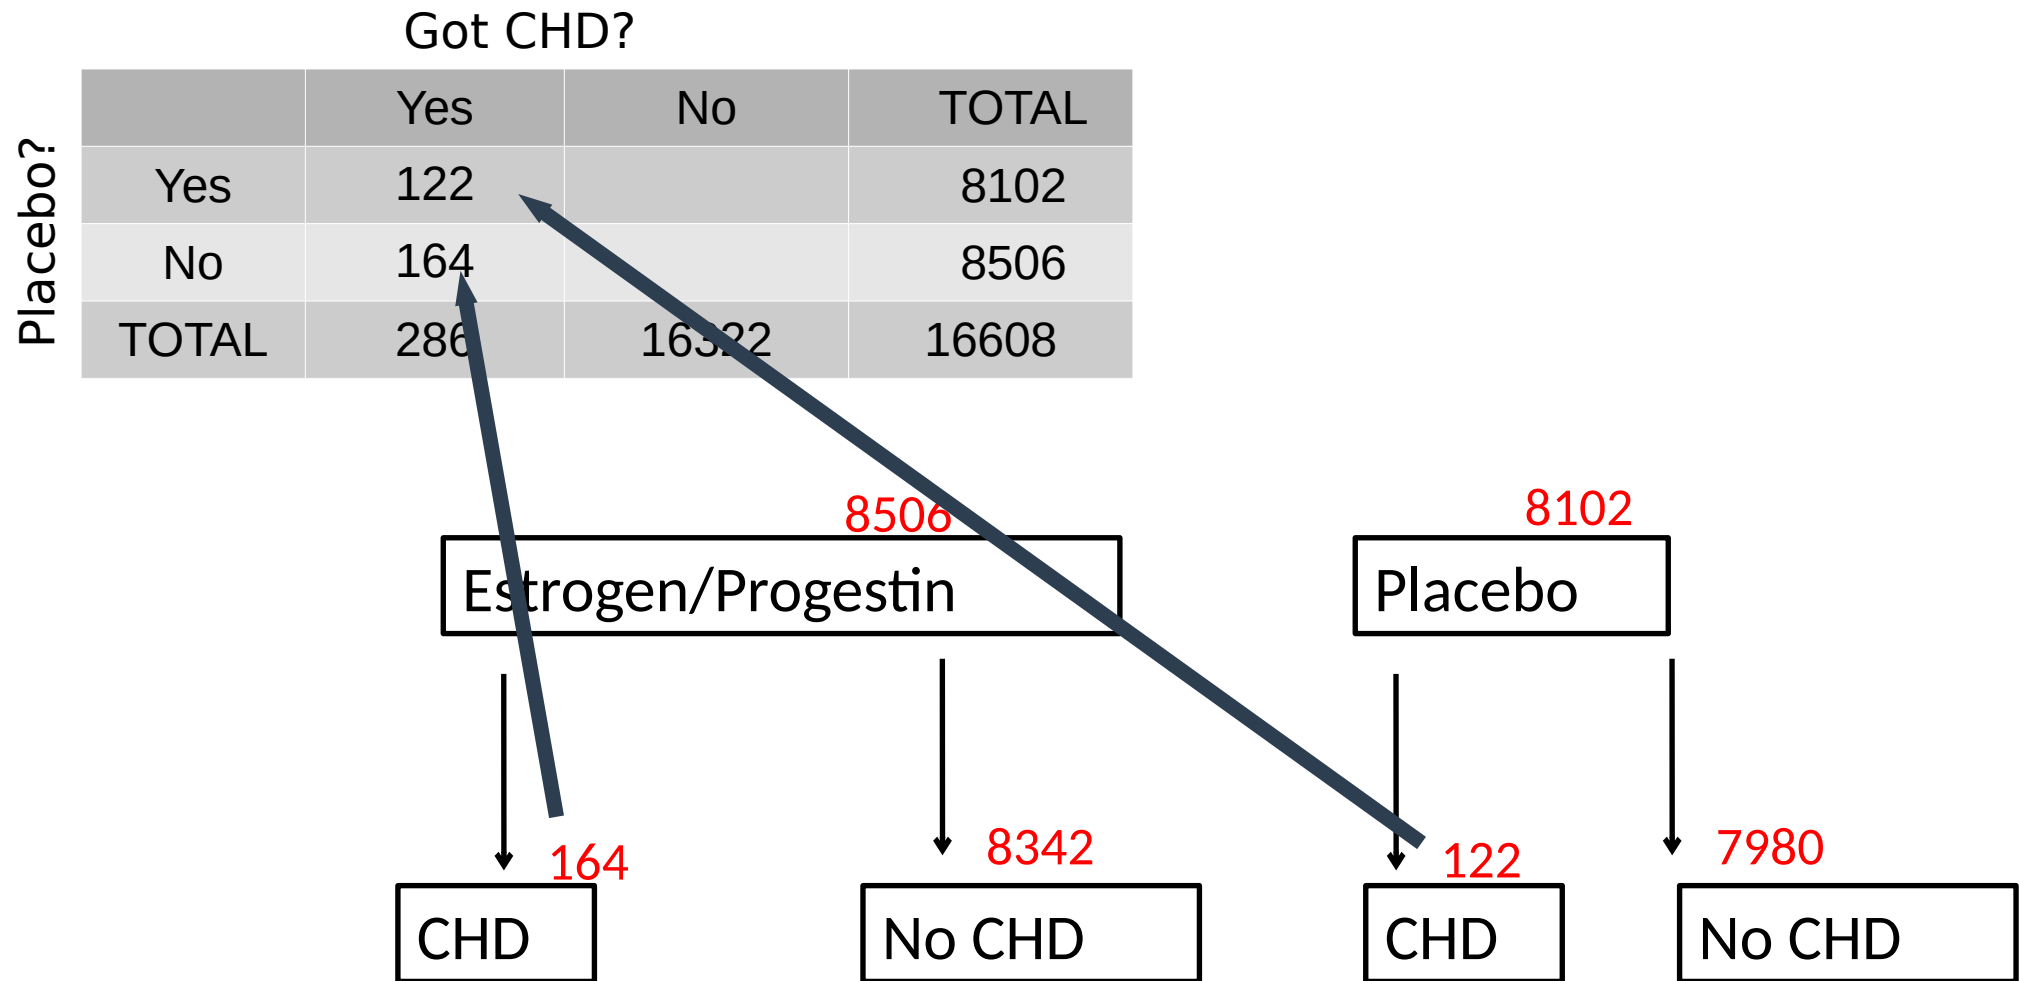 Got CHD?
Placebo?
Yes No TOTAL
Yes 122 8102
No 164 8506
TOTAL 286 16322 16608
8506 8102
Estrogen/Progestin Placebo
164 8342 122 7980
CHD No CHD CHD No CHD